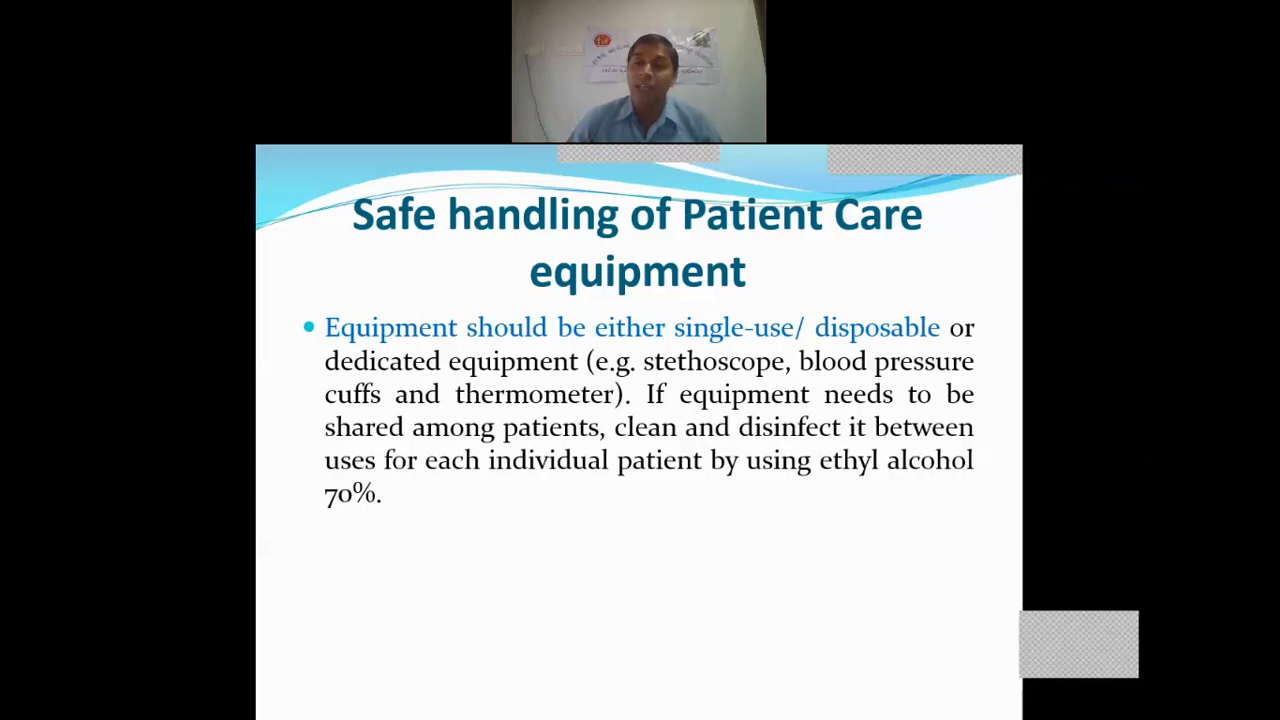 Safe handling of Patient Care
equipment
• Equipment should be either single-use/ disposable or
dedicated equipment (e.g. stethoscope, blood pressure
cuffs and thermometer). If equipment needs to be
shared among patients, clean and disinfect it between
uses for each individual patient by using ethyl alcohol
70%.